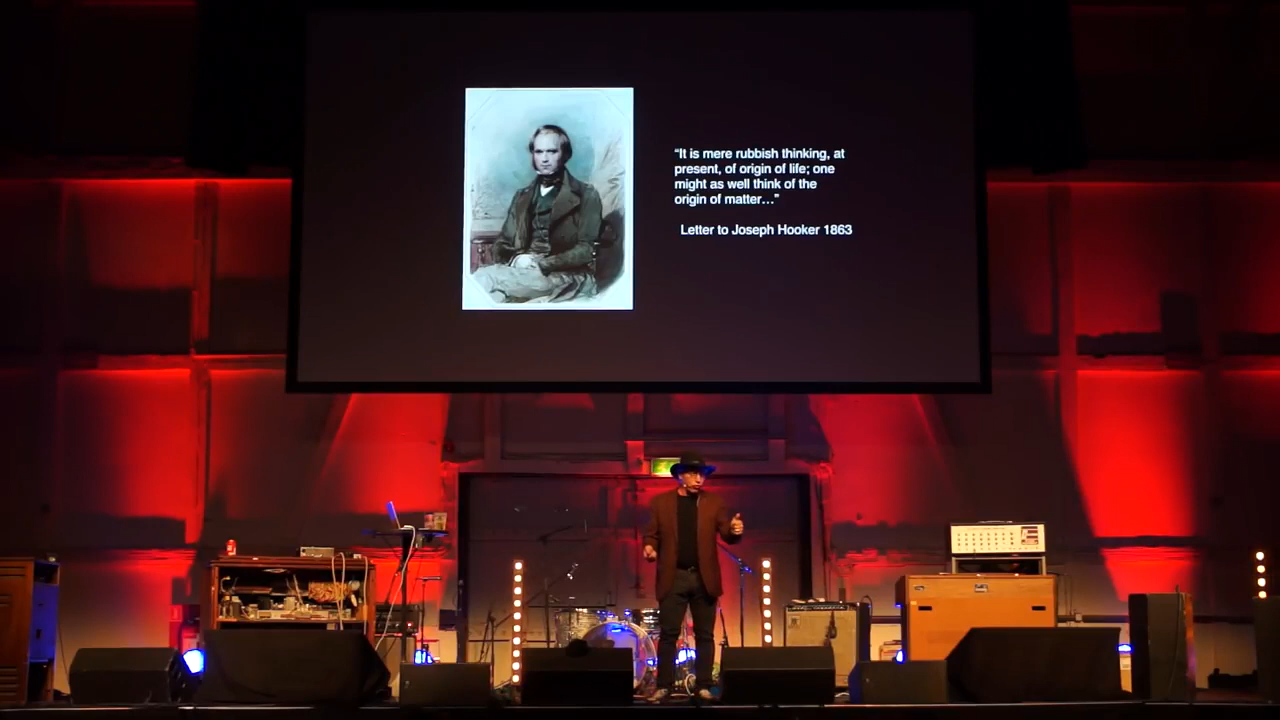 “It is mere rubbish thinking, at
present, of origin of life; one
might as well think of the
origin of matter…”
Letter to Joseph Hooker 1863